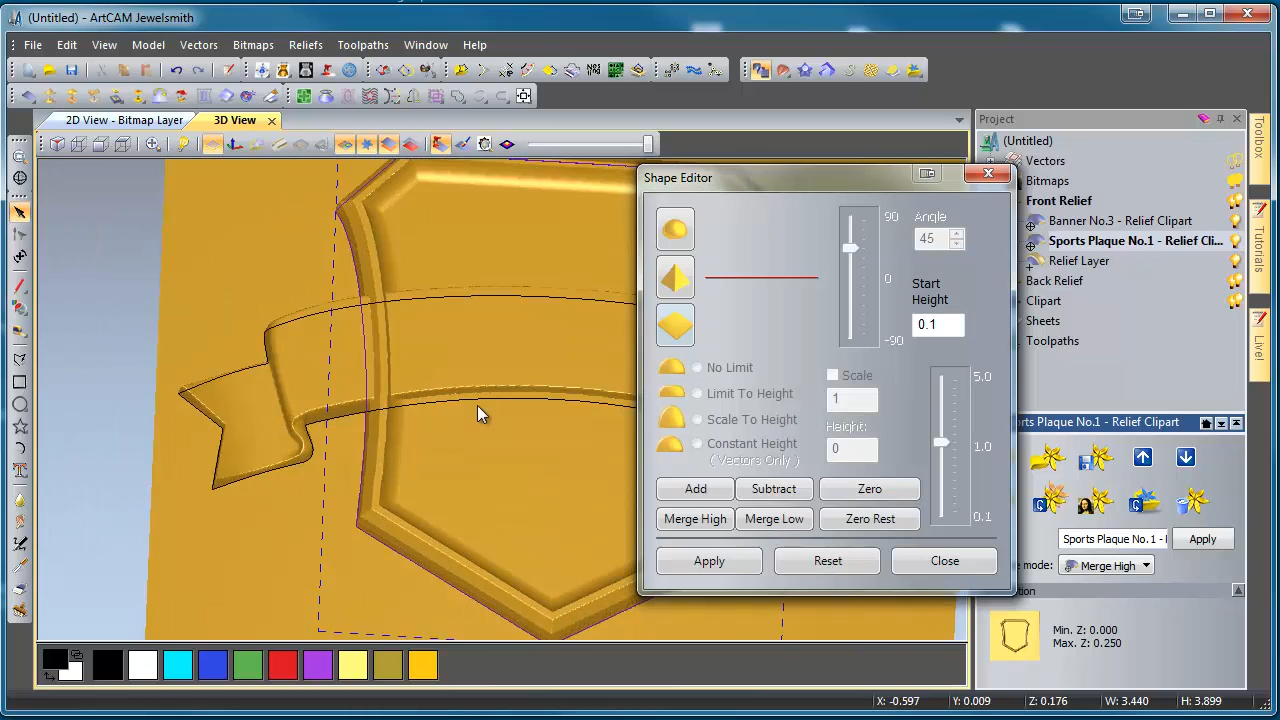 (Untitled) - ArtCAM Jewelsmith
File Edit View Model Vectors Bitmaps Reliefs Toolpaths Window Help
2D View - Bitmap Layer
3D View
Project
(Untitled)
Vectors
Bitmaps
Front Relief
Banner No.3 - Relief Clipart
Sports Plaque No.1 - Relief Cli...
Relief Layer
Back Relief
Clipart
Sheets
Toolpaths
Toolbox
Tutorials
Live!
Shape Editor
90
0
-90
Angle
45
Start
Height
0.1
No Limit
Limit To Height
Scale To Height
Constant Height
( Vectors Only )
Scale
1
Height:
0
5.0
1.0
0.1
Add Subtract Zero
Merge High Merge Low Zero Rest
Apply Reset Close
orts Plaque No.1 - Relief Clipart
Sports Plaque No. 1 - I
Apply
e mode: Merge High
tion
Min. Z: 0.000
Max. Z: 0.250
X: -0.597 Y: 0.009 Z: 0.176 W: 3.440 H: 3.899